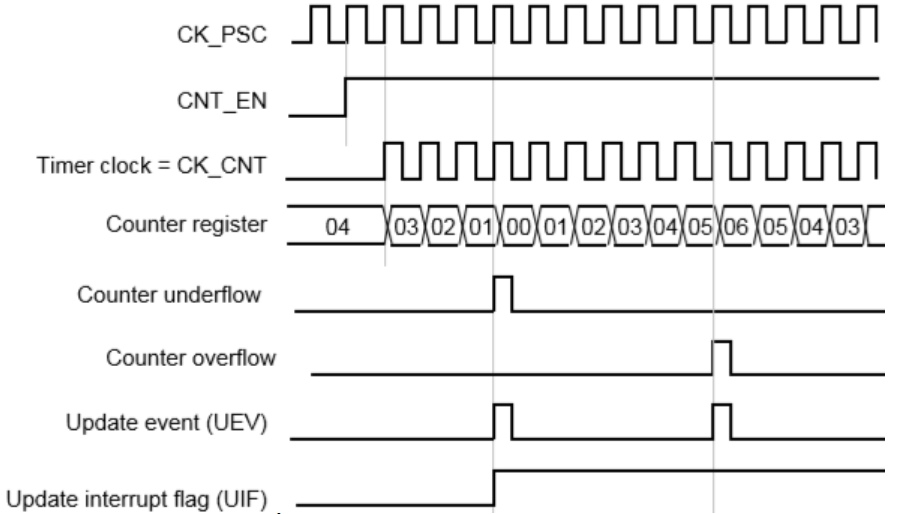 CK_PSC
CNT_EN
Timer clock = CK_CNT
Counter register 04 03 02 01 00 01 02 03 04 05 06 05 04 03
Counter underflow
Counter overflow
Update event (UEV)
Update interrupt flag (UIF)